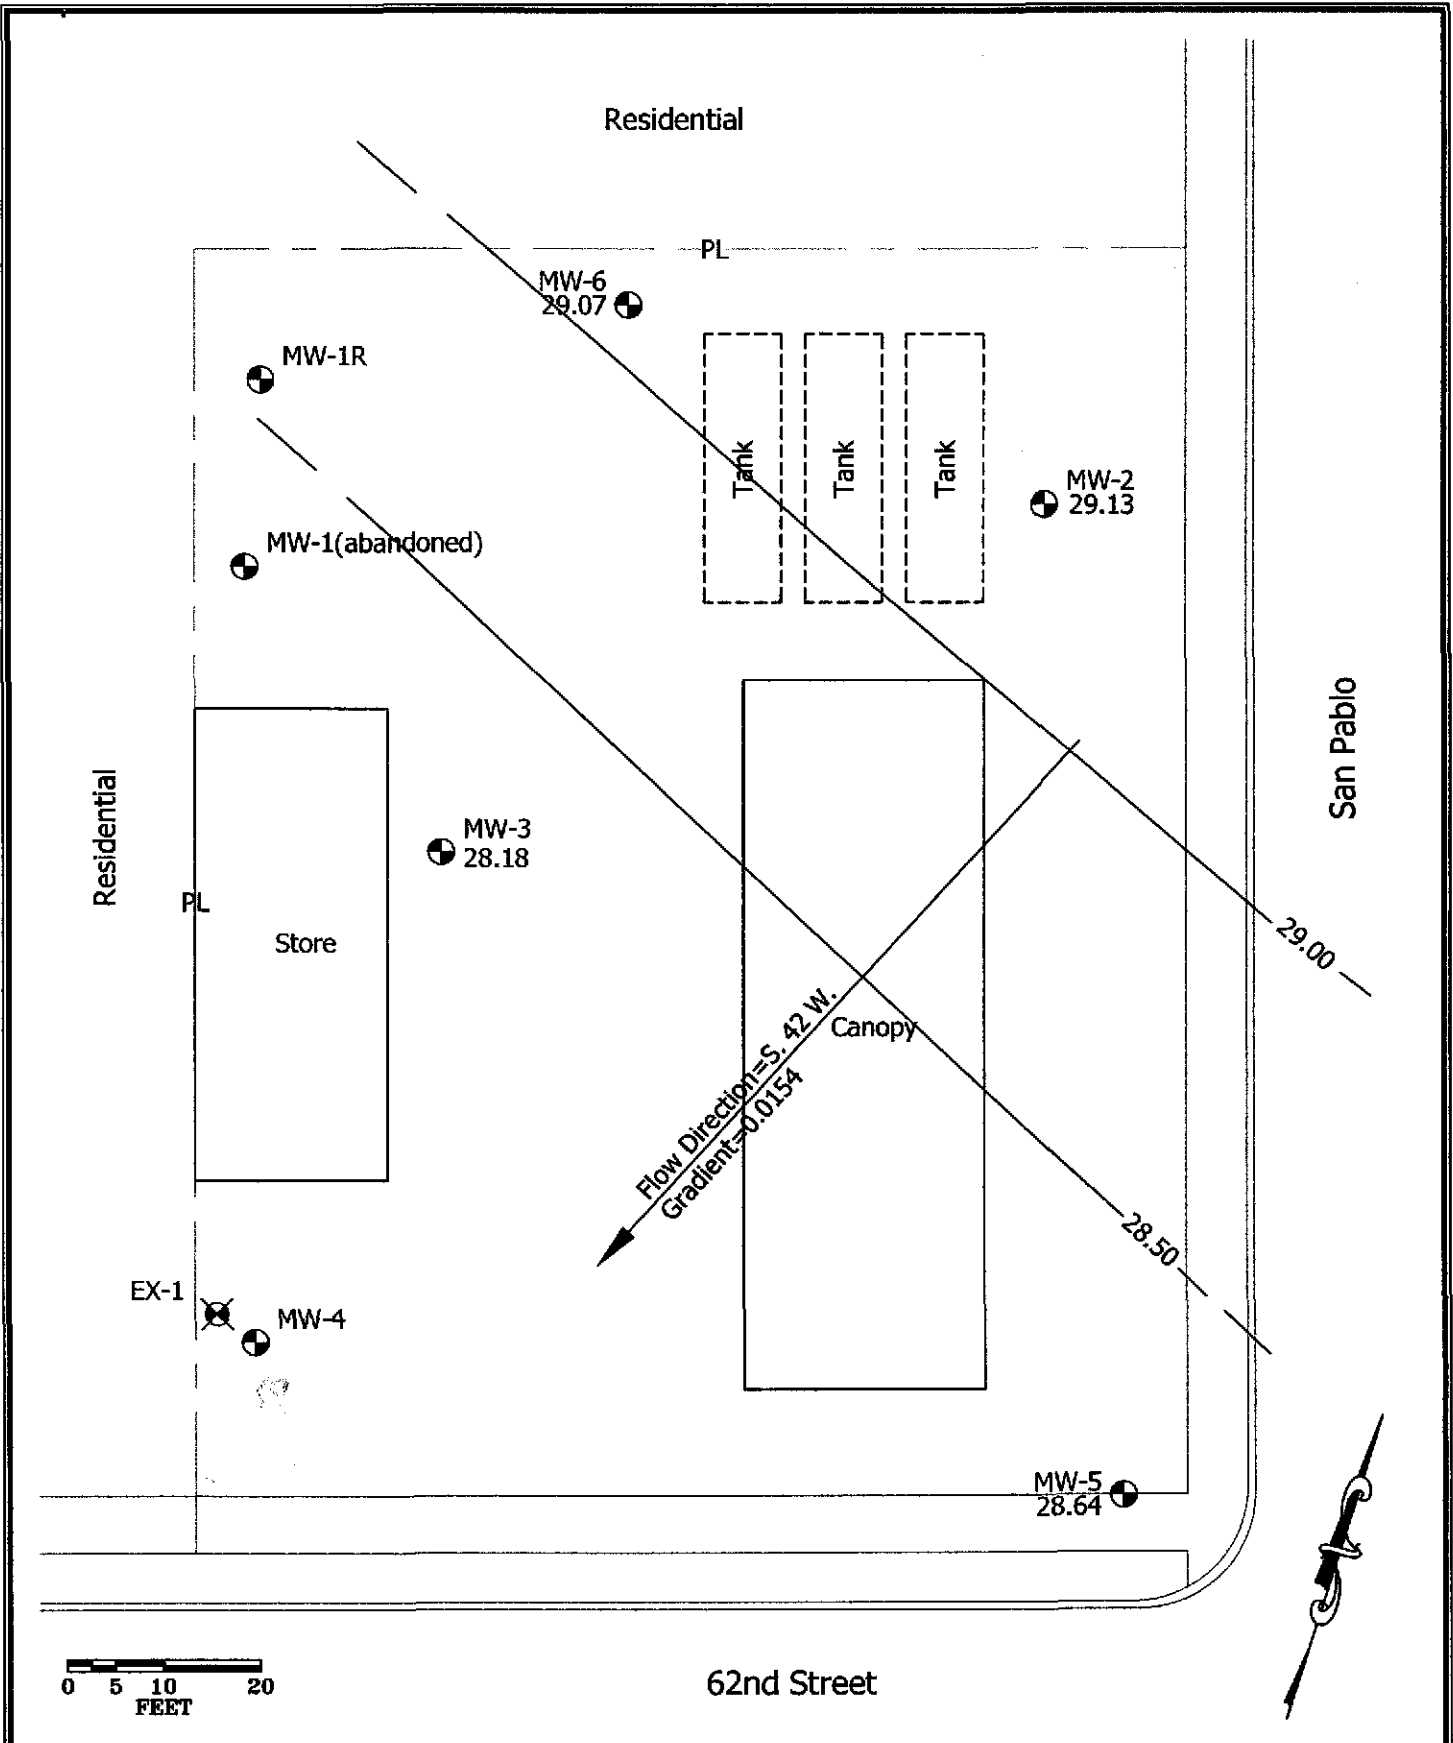 Residential
PL
MW-6
29.07
MW-1R
Tank
Tank
Tank
MW-2
29.13
MW-1(abandoned)
San Pablo
Residential
MW-3
28.18
PL
Store
29.00
Canopy
Flow Direction=S. 42 W.
Gradient=0.0154
28.50
EX-1
MW-4
MW-5
28.64
0 5 10 20
FEET
62nd Street